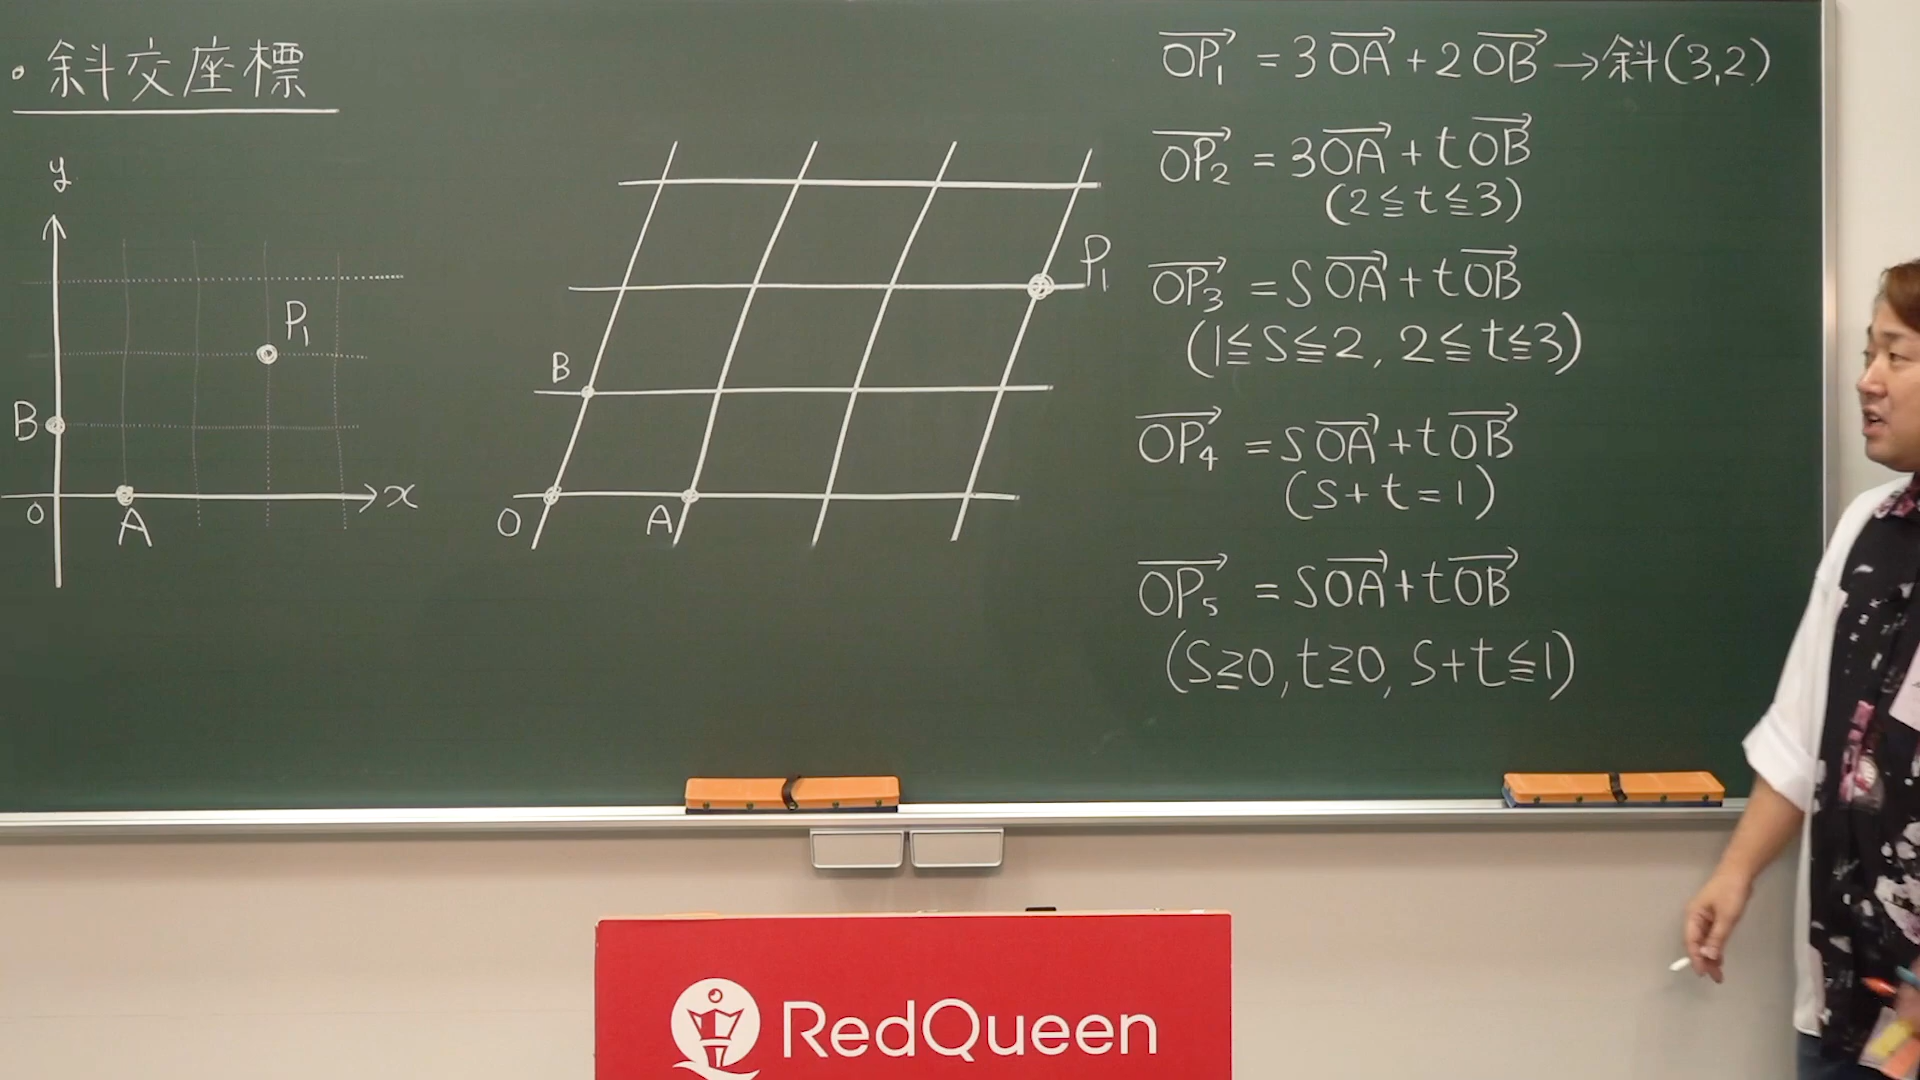 ・斜交座標
y
P₁
B
O
A
x
P₁
B
O
A
OP₁ = 3OA + 2OB → 斜(3,2)
OP₂ = 3OA + tOB
(2≦t≦3)
OP₃ = sOA + tOB
(1≦s≦2, 2≦t≦3)
OP₄ = sOA + tOB
(s+t=1)
OP₅ = sOA + tOB
(s≧0, t≧0, s+t≦1)
RedQueen